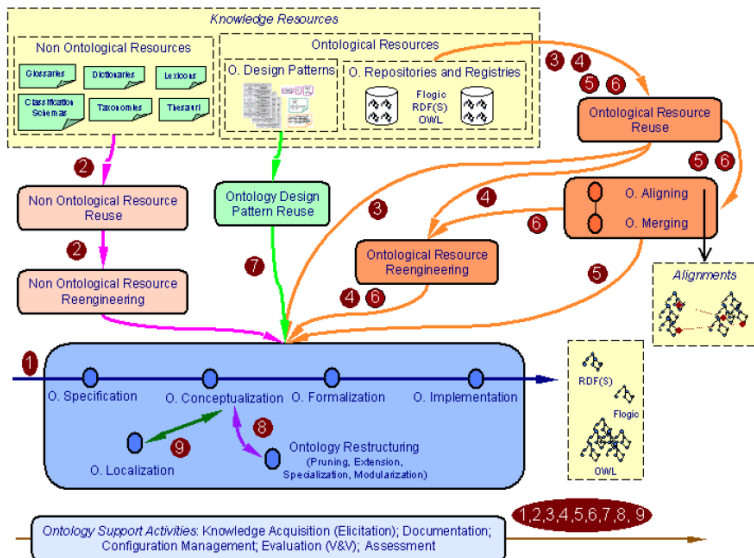 Knowledge Resources
Non Ontological Resources
Glossaries
Dictionaries
Lexicons
Classification
Schemas
Taxonomies
Thesauri
Ontological Resources
O. Design Patterns
O. Repositories and Registries
Flogic
RDF(S)
OWL
3 4
5 6
Ontological Resource
Reuse
5 6
2
Non Ontological Resource
Reuse
2
Non Ontological Resource
Reengineering
Ontology Design
Pattern Reuse
7
3
4
6
O. Aligning
O. Merging
Ontological Resource
Reengineering
4 6
5
Alignments
1
O. Specification
O. Conceptualization
O. Formalization
O. Implementation
9
8
O. Localization
Ontology Restructuring
(Pruning, Extension,
Specialization, Modularization)
RDF(S)
Flogic
OWL
1,2,3,4,5,6,7,8, 9
Ontology Support Activities: Knowledge Acquisition (Elicitation); Documentation;
Configuration Management; Evaluation (V&V); Assessment